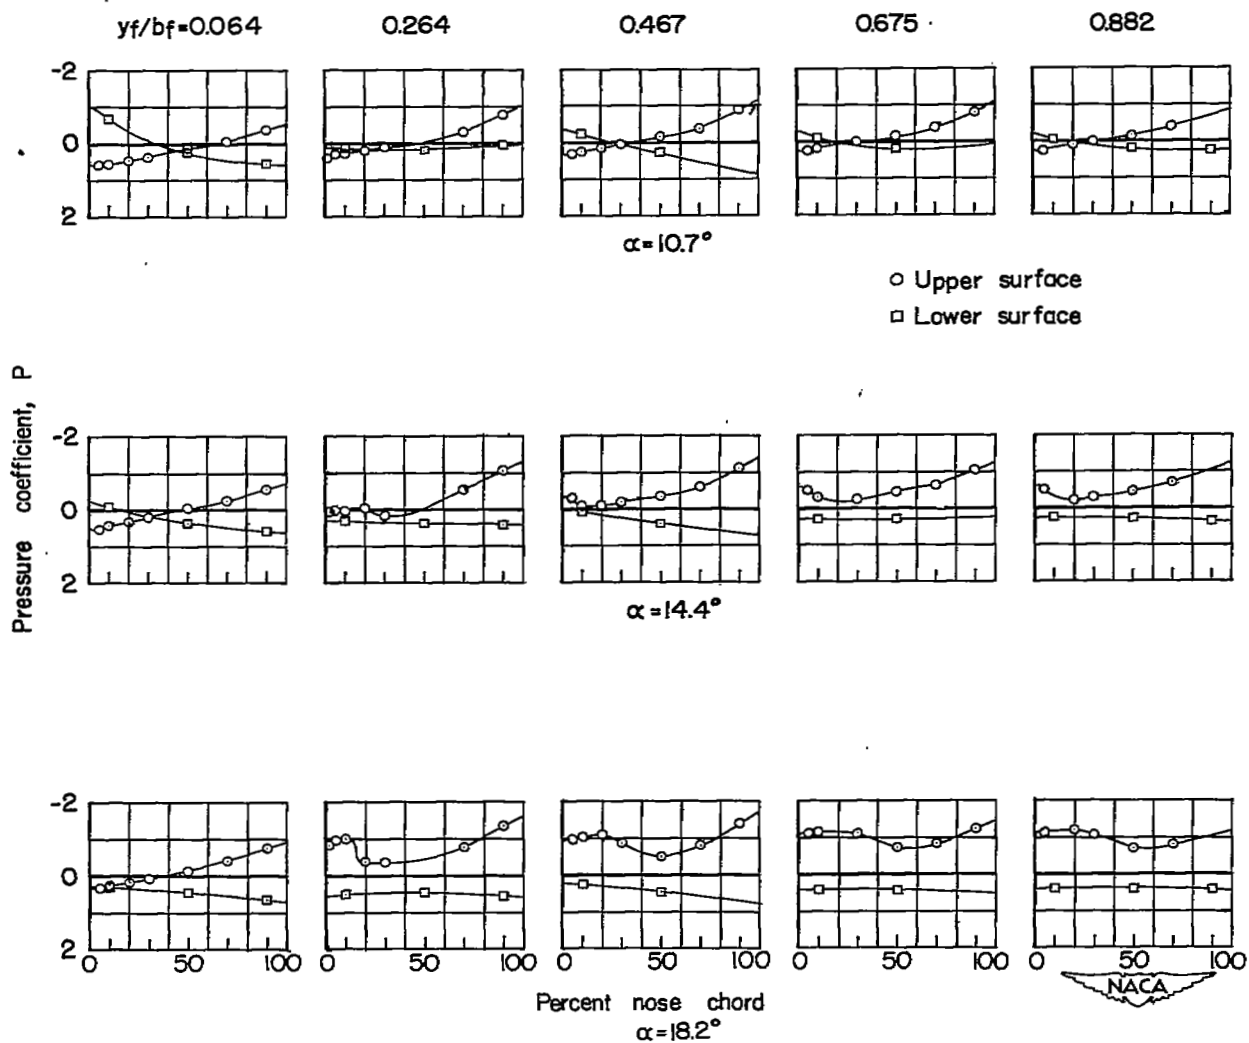 yf/bf=0.064 0.264 0.467 0.675 0.882
-2
0
2
α=10.7°
Upper surface
Lower surface
Pressure coefficient, P
-2
0
2
α=14.4°
-2
0
2
0 50 100 0 50 100 0 50 100 0 50 100 0 50 100
Percent nose chord
NACA
α=18.2°